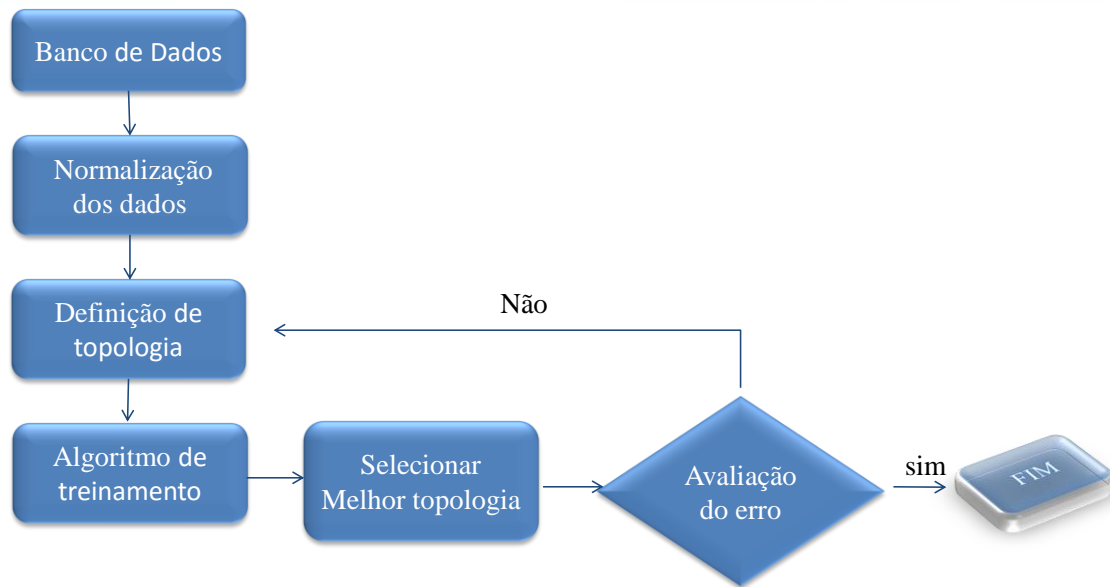 Banco de Dados
Normalização
dos dados
Definição de
topologia
Não
Algoritmo de
treinamento
Selecionar
Melhor topologia
Avaliação
do erro
sim
FIM